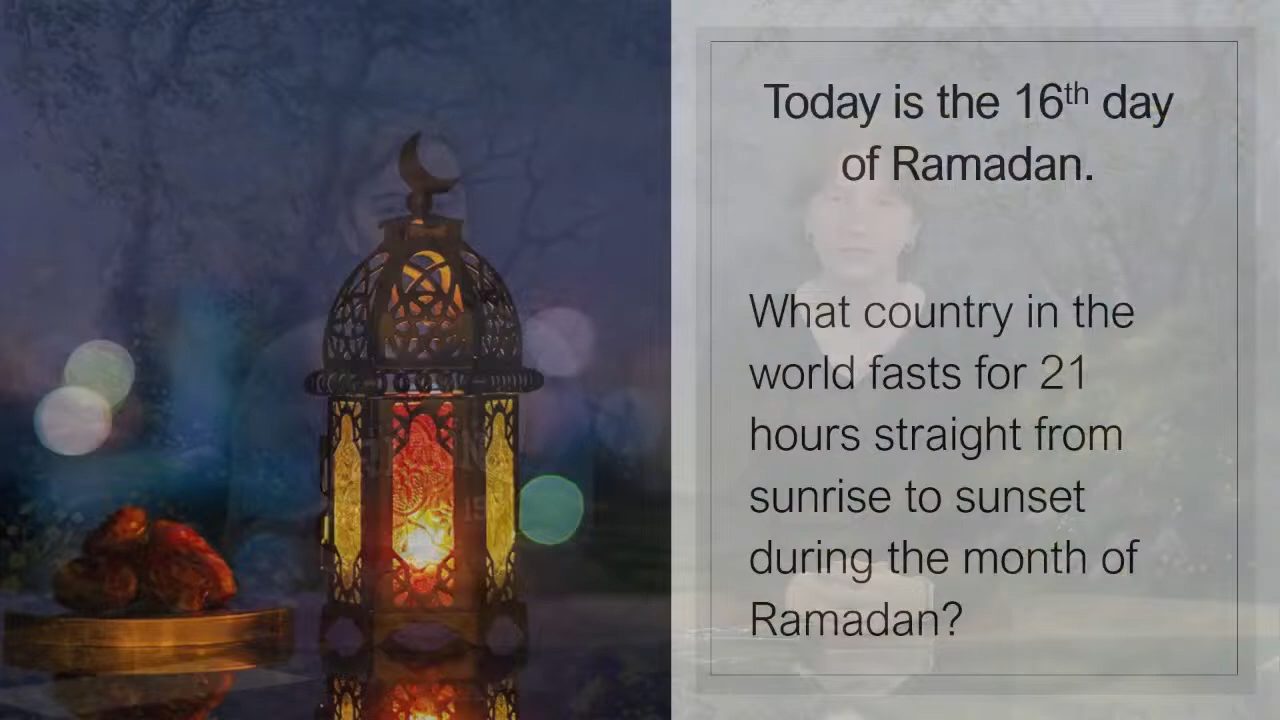 Today is the 16th day
of Ramadan.
What country in the
world fasts for 21
hours straight from
sunrise to sunset
during the month of
Ramadan?